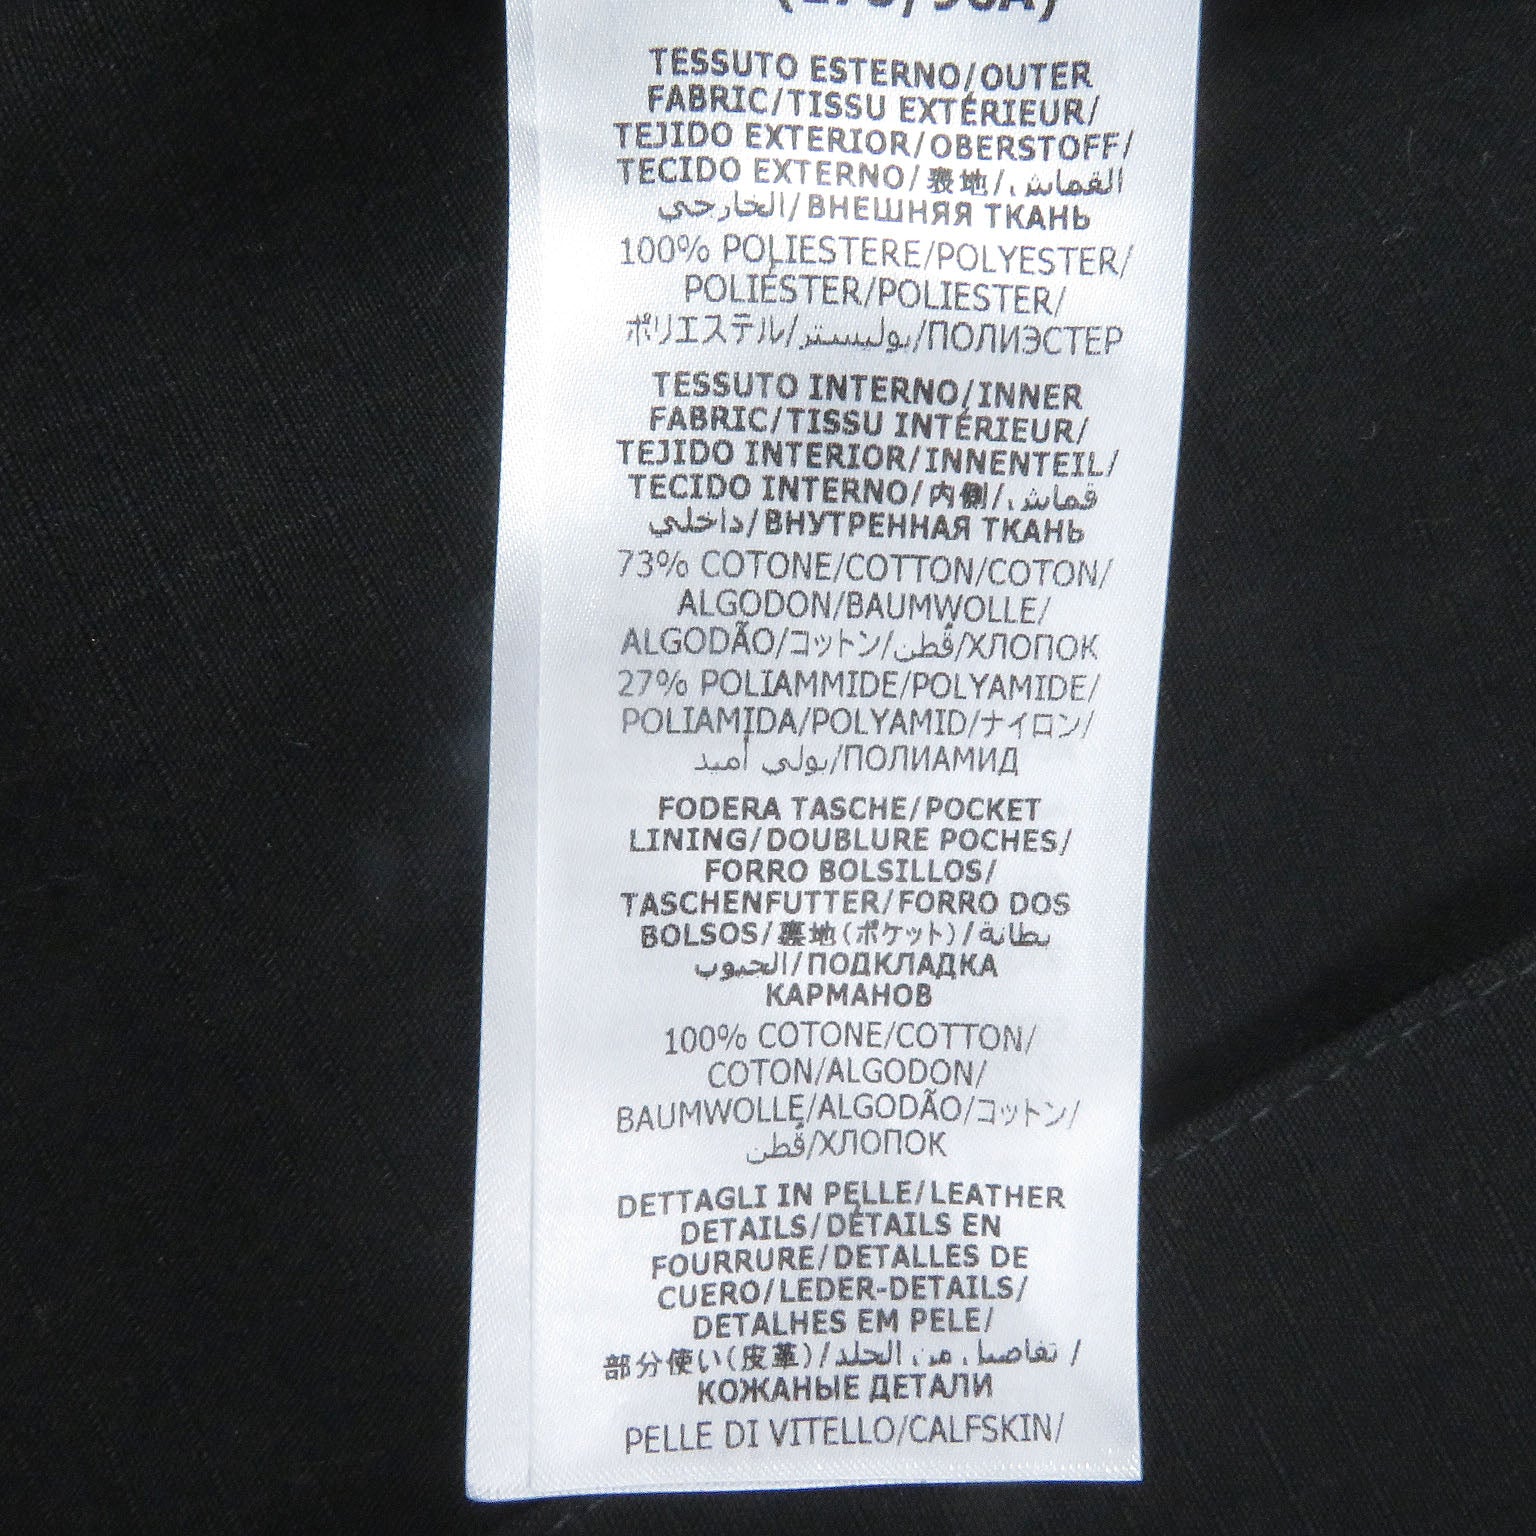 TESSUTO ESTERNO/OUTER
FABRIC/TISSU EXTÉRIEUR/
TEJIDO EXTERIOR/OBERSTOFF/
TECIDO EXTERNO/表地/القماش
الخارجي/ВНЕШНЯЯ ТКАНЬ
100% POLIESTERE/POLYESTER/
POLIÉSTER/POLIESTER/
ポリエステル/بوليستر/ПОЛИЭСТЕР
TESSUTO INTERNO/INNER
FABRIC/TISSU INTÉRIEUR/
TEJIDO INTERIOR/INNENTEIL/
TECIDO INTERNO/内側/قماش
داخلي/ВНУТРЕННАЯ ТКАНЬ
73% COTONE/COTTON/COTON/
ALGODON/BAUMWOLLE/
ALGODÃO/コットン/قُطن/ХЛОПОК
27% POLIAMMIDE/POLYAMIDE/
POLIAMIDA/POLYAMID/ナイロン/
بولي أميد/ПОЛИАМИД
FODERA TASCHE/POCKET
LINING/DOUBLURE POCHES/
FORRO BOLSILLOS/
TASCHENFUTTER/FORRO DOS
BOLSOS/裏地(ポケット)/بطانة
الجيوب/ПОДКЛАДКА
КАРМАНОВ
100% COTONE/COTTON/
COTON/ALGODON/
BAUMWOLLE/ALGODÃO/コットン/
قُطن/ХЛОПОК
DETTAGLI IN PELLE/LEATHER
DETAILS/DÉTAILS EN
FOURRURE/DETALLES DE
CUERO/LEDER-DETAILS/
DETALHES EM PELE/
部分使い(皮革)/تفاصيل من الجلد/
КОЖАНЫЕ ДЕТАЛИ
PELLE DI VITELLO/CALFSKIN/